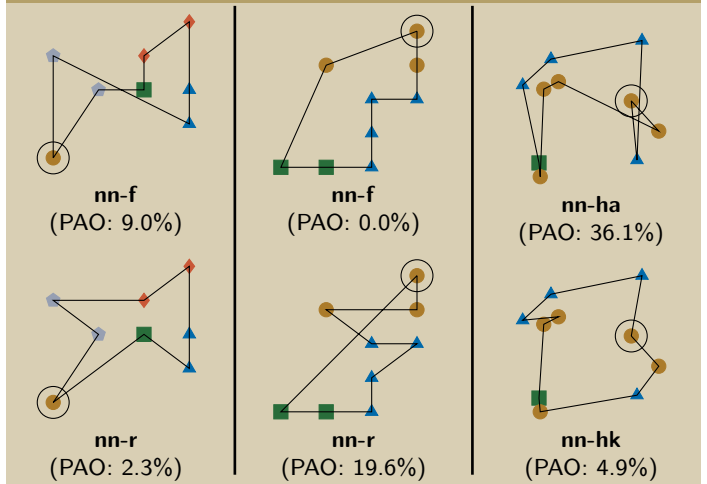 nn-f
(PAO: 9.0%)
nn-f
(PAO: 0.0%)
nn-ha
(PAO: 36.1%)
nn-r
(PAO: 2.3%)
nn-r
(PAO: 19.6%)
nn-hk
(PAO: 4.9%)